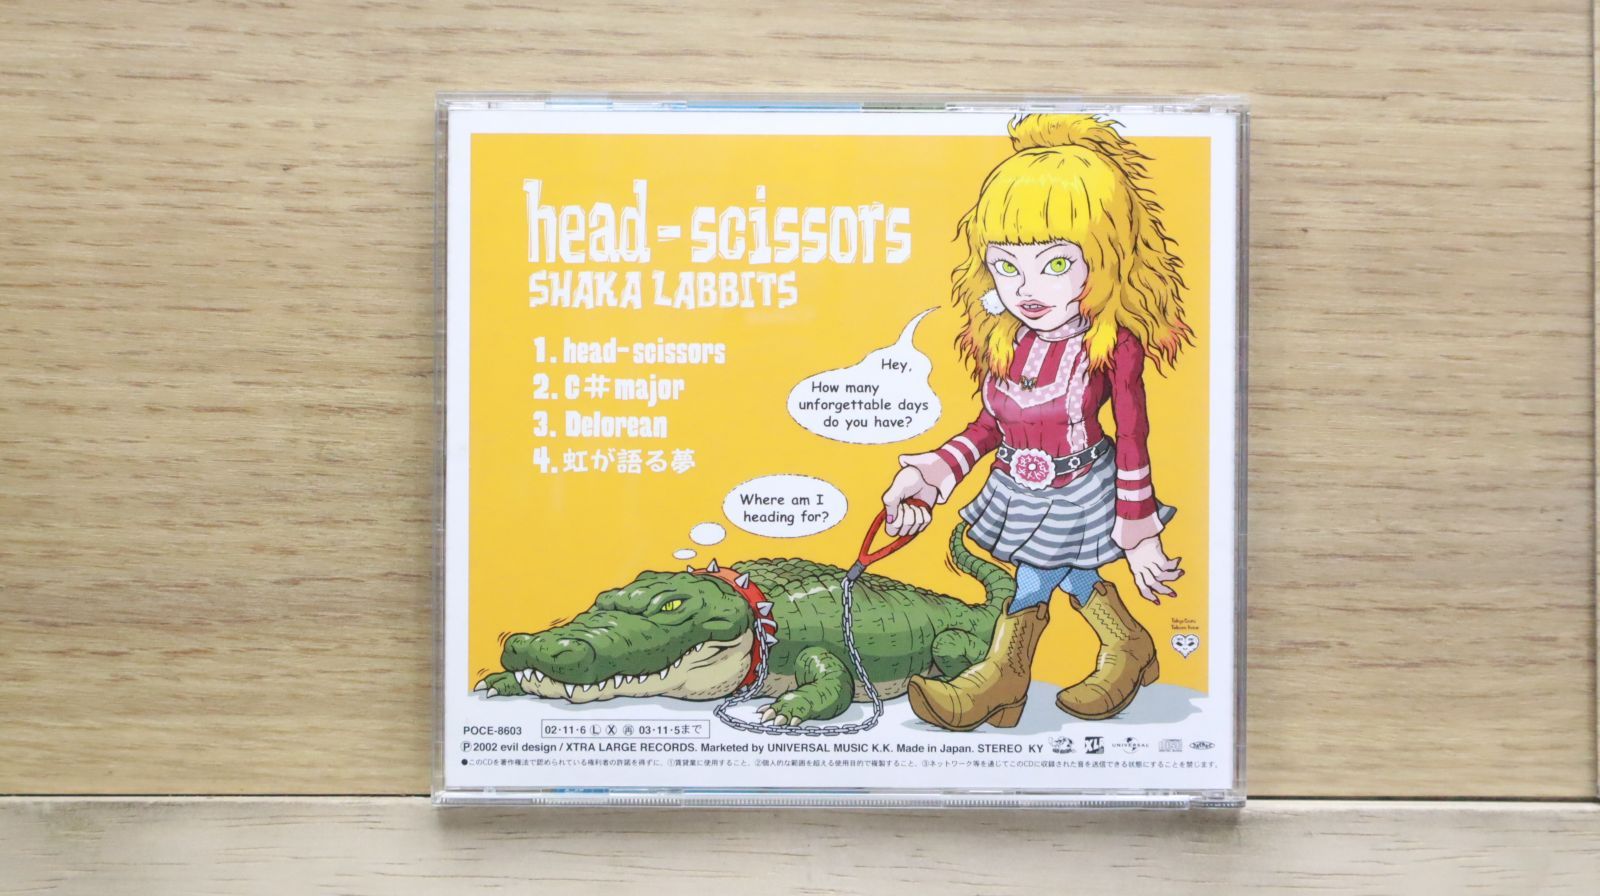 head-scissors
SHAKA LABBITS
1. head-scissors
2. C#major
3. Delorean
4. 虹が語る夢
Hey,
How many
unforgettable days
do you have?
Where am I
heading for?
POCE-8603
02・11・6 Ⓛ Ⓧ ㊢ 03・11・5まで
Ⓟ 2002 evil design / XTRA LARGE RECORDS. Marketed by UNIVERSAL MUSIC K.K. Made in Japan. STEREO KY
UNIVERSAL
●このCDを著作権法で認められている権利者の許諾を得ずに、①賃貸業に使用すること、②個人的な範囲を超える使用目的で複製すること、③ネットワーク等を通じてこのCDに収録された音を送信できる状態にすることを禁じます。